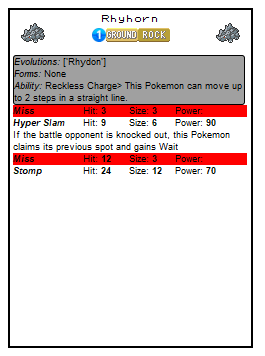 Rhyhorn
1 GROUND ROCK
Evolutions: ['Rhydon']
Forms: None
Ability: Reckless Charge> This Pokemon can move up
to 2 steps in a straight line.
Miss Hit: 3 Size: 3 Power:
Hyper Slam Hit: 9 Size: 6 Power: 90
If the battle opponent is knocked out, this Pokemon
claims its previous spot and gains Wait
Miss Hit: 12 Size: 3 Power:
Stomp Hit: 24 Size: 12 Power: 70